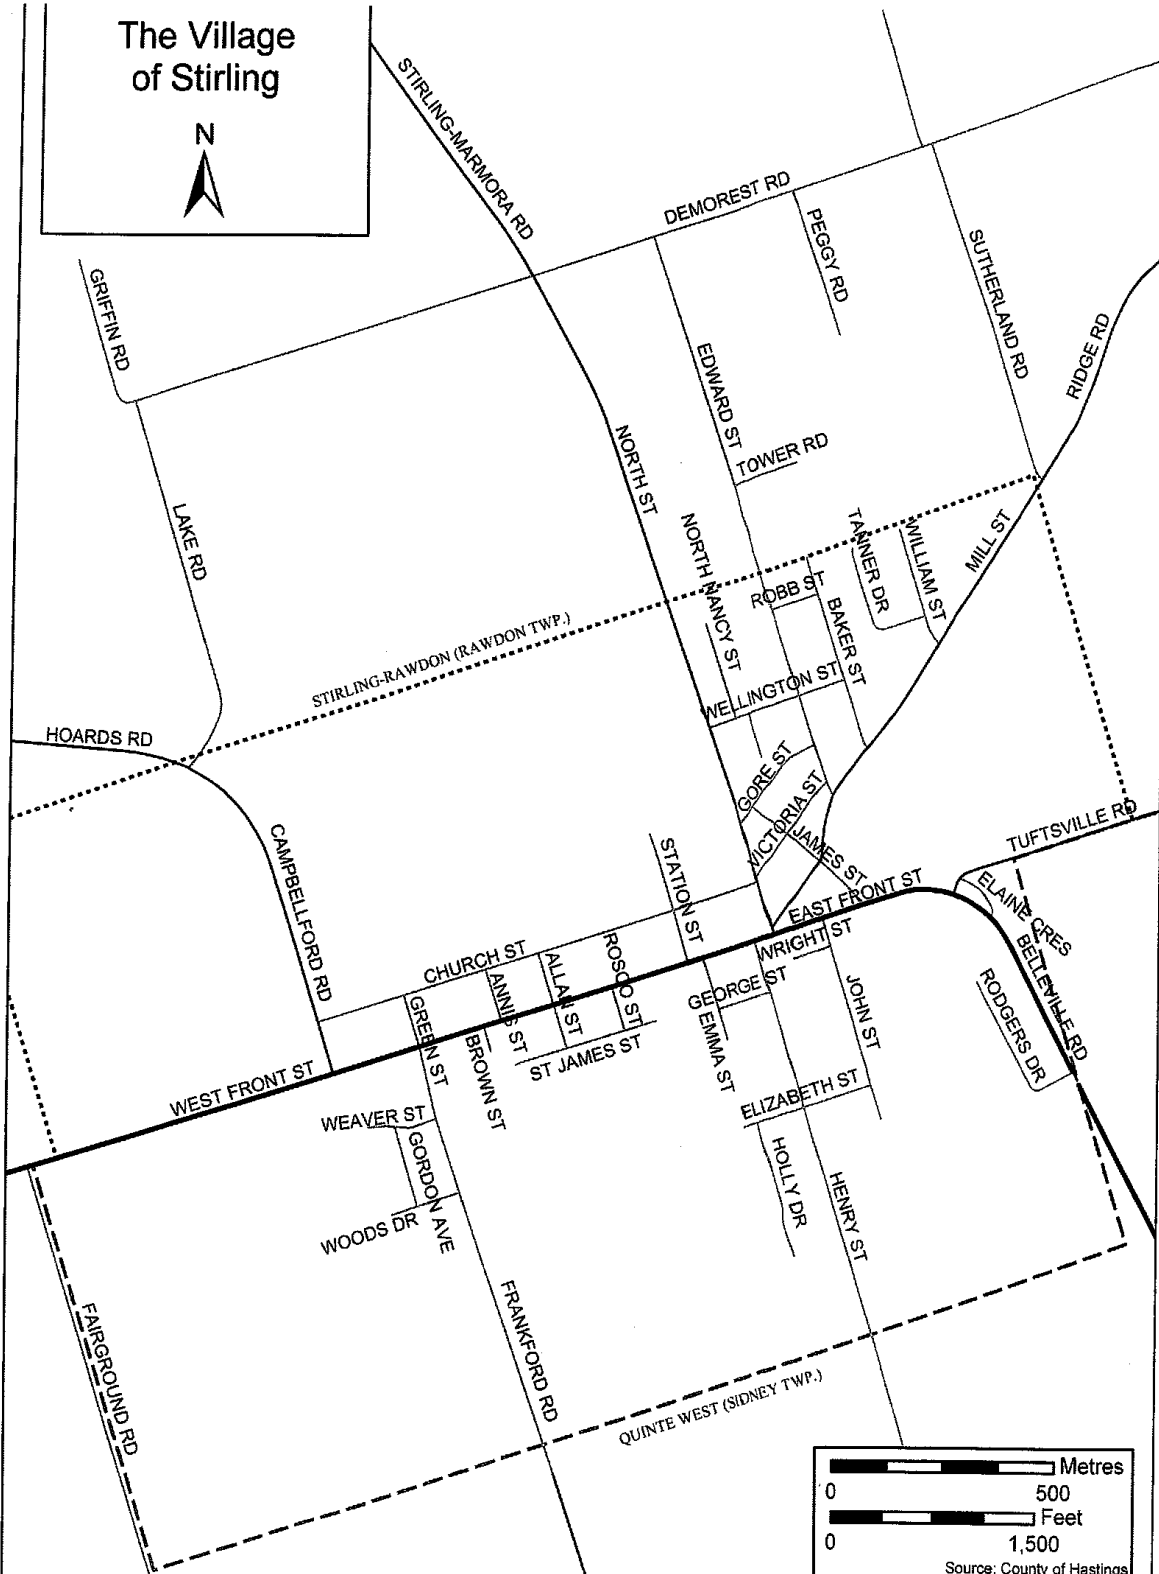 The Village
of Stirling
N
STIRLING-MARMORA RD
DEMOREST RD
PEGGY RD
SUTHERLAND RD
GRIFFIN RD
RIDGE RD
EDWARD ST
NORTH ST
TOWER RD
LAKE RD
NORTH NANCY ST
TANNER DR
WILLIAM ST
MILL ST
ROBB ST
BAKER ST
STIRLING-RAWDON (RAWDON TWP.)
WELLINGTON ST
HOARDS RD
GORE ST
VICTORIA ST
JAMES ST
TUFTSVILLE RD
CAMPBELLFORD RD
STATION ST
EAST FRONT ST
ELAINE CRES
CHURCH ST
ROSCO ST
WRIGHT ST
BELLEVILLE RD
ALLAN ST
ANNIS ST
GEORGE ST
JOHN ST
RODGERS DR
GREEN ST
BROWN ST
ST JAMES ST
EMMA ST
WEST FRONT ST
ELIZABETH ST
WEAVER ST
GORDON AVE
HOLLY DR
HENRY ST
WOODS DR
FAIRGROUND RD
FRANKFORD RD
QUINTE WEST (SIDNEY TWP.)
Metres
0 500
Feet
0 1,500
Source: County of Hastings